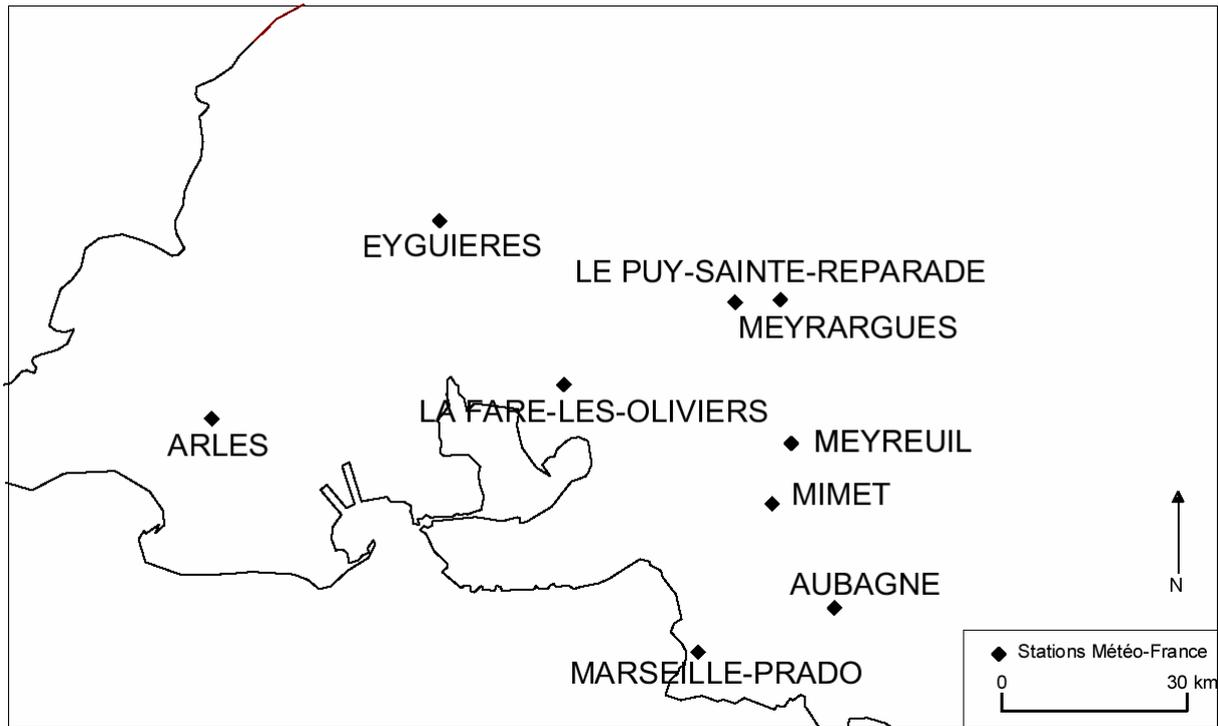 EYGUIERES
LE PUY-SAINTE-REPARADE
MEYRARGUES
LA FARE-LES-OLIVIERS
ARLES
MEYREUIL
MIMET
AUBAGNE
N
MARSEILLE-PRADO
Stations Météo-France
0 30 km